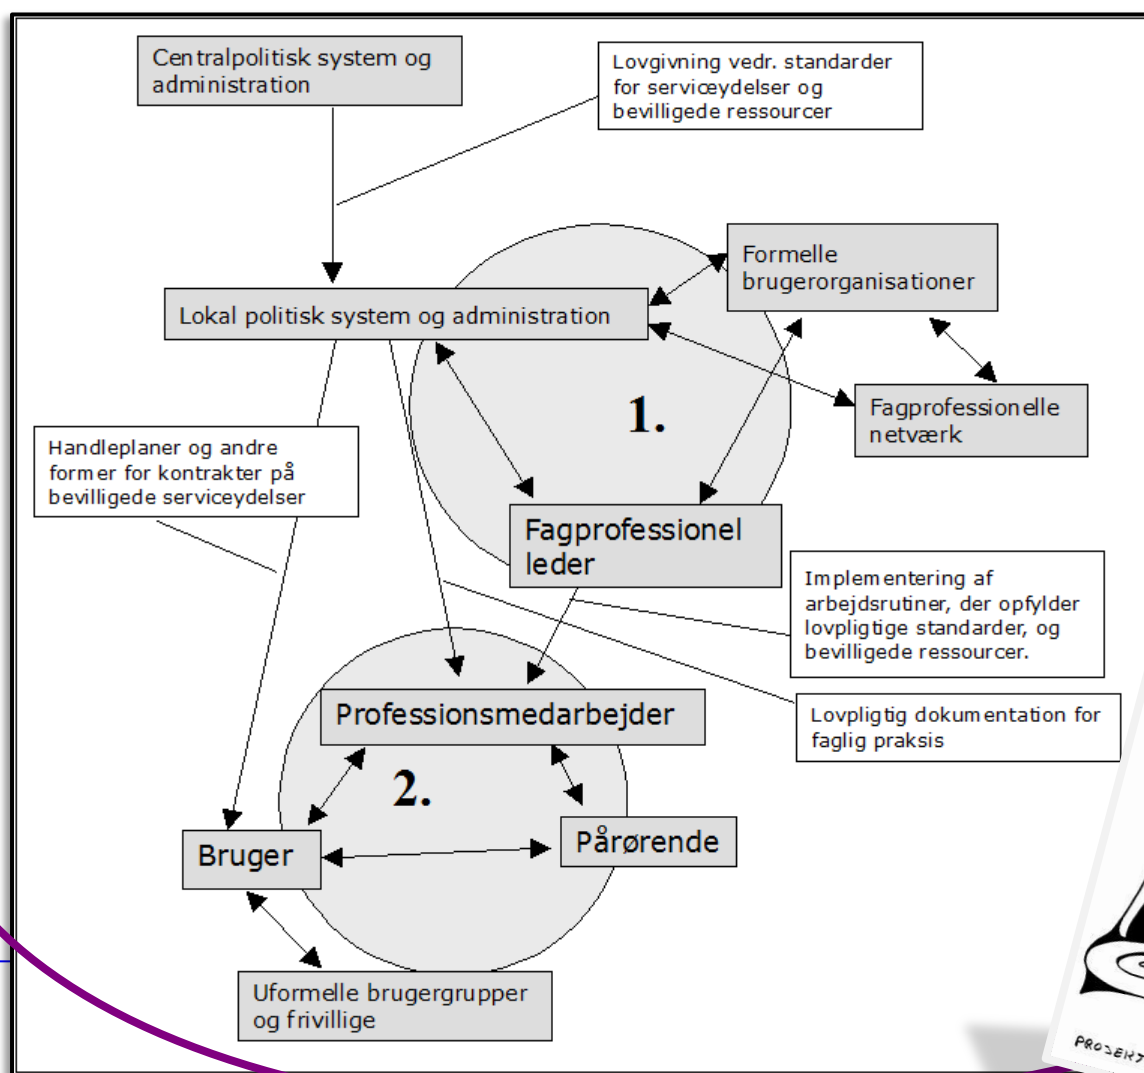 Centralpolitisk system og
administration
Lovgivning vedr. standarder
for serviceydelser og
bevilligede ressourcer
Formelle
brugerorganisationer
Lokal politisk system og administration
1.
Fagprofessionelle
netværk
Handleplaner og andre
former for kontrakter på
bevilligede serviceydelser
Fagprofessionel
leder
Implementering af
arbejdsrutiner, der opfylder
lovpligtige standarder, og
bevilligede ressourcer.
Professionsmedarbejder
Lovpligtig dokumentation for
faglig praksis
2.
Bruger
Pårørende
Uformelle brugergrupper
og frivillige